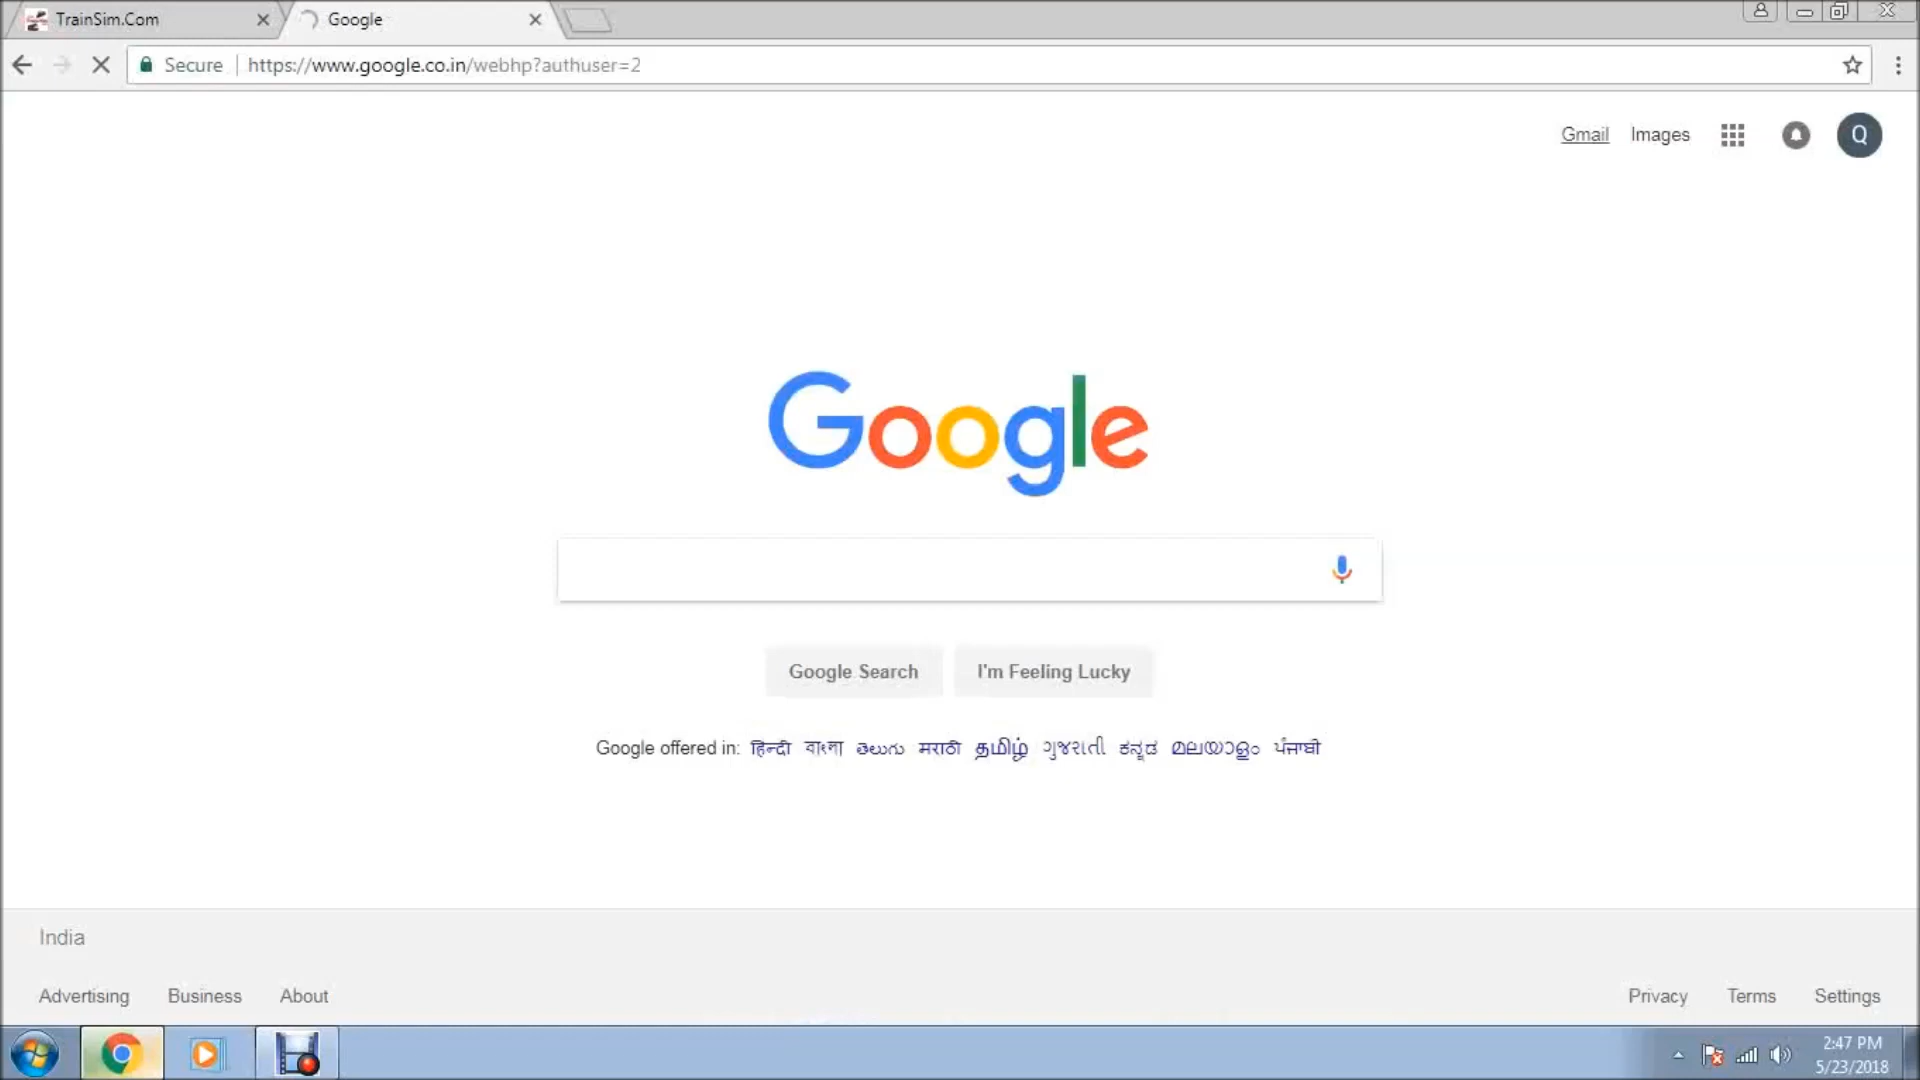 TrainSim.Com
Google
Secure https://www.google.co.in/webhp?authuser=2
Gmail Images Q
Google
Google Search I'm Feeling Lucky
Google offered in: हिन्दी বাংলা తెలుగు मराठी தமிழ் ગુજરાતી ಕನ್ನಡ മലയാളം ਪੰਜਾਬੀ
India
Advertising Business About Privacy Terms Settings
2:47 PM
5/23/2018